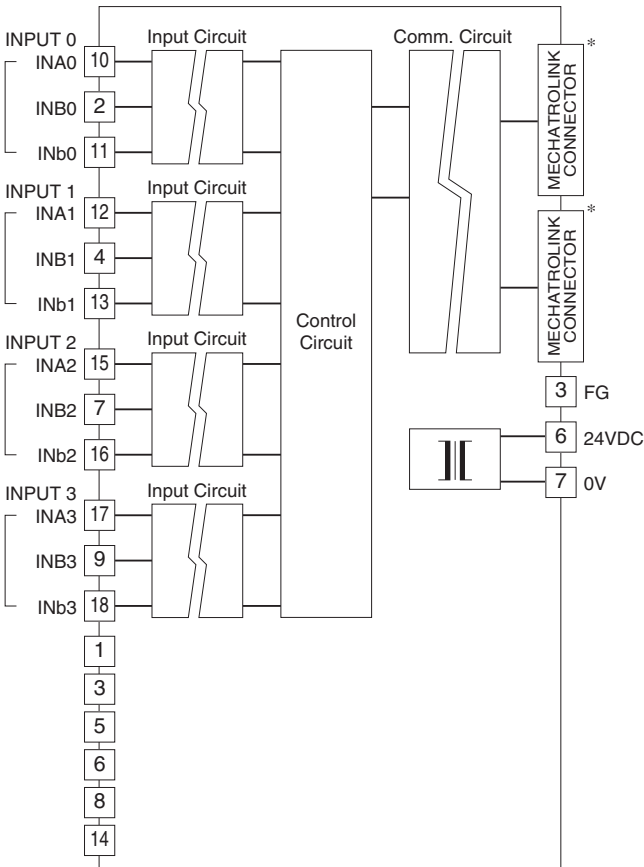 INPUT 0
INA0 10
INB0 2
INb0 11
Input Circuit
INPUT 1
INA1 12
INB1 4
INb1 13
Input Circuit
INPUT 2
INA2 15
INB2 7
INb2 16
Input Circuit
INPUT 3
INA3 17
INB3 9
INb3 18
Input Circuit
1
3
5
6
8
14
Control
Circuit
Comm. Circuit
MECHATROLINK
CONNECTOR
*
MECHATROLINK
CONNECTOR
*
3 FG
6 24VDC
7 0V